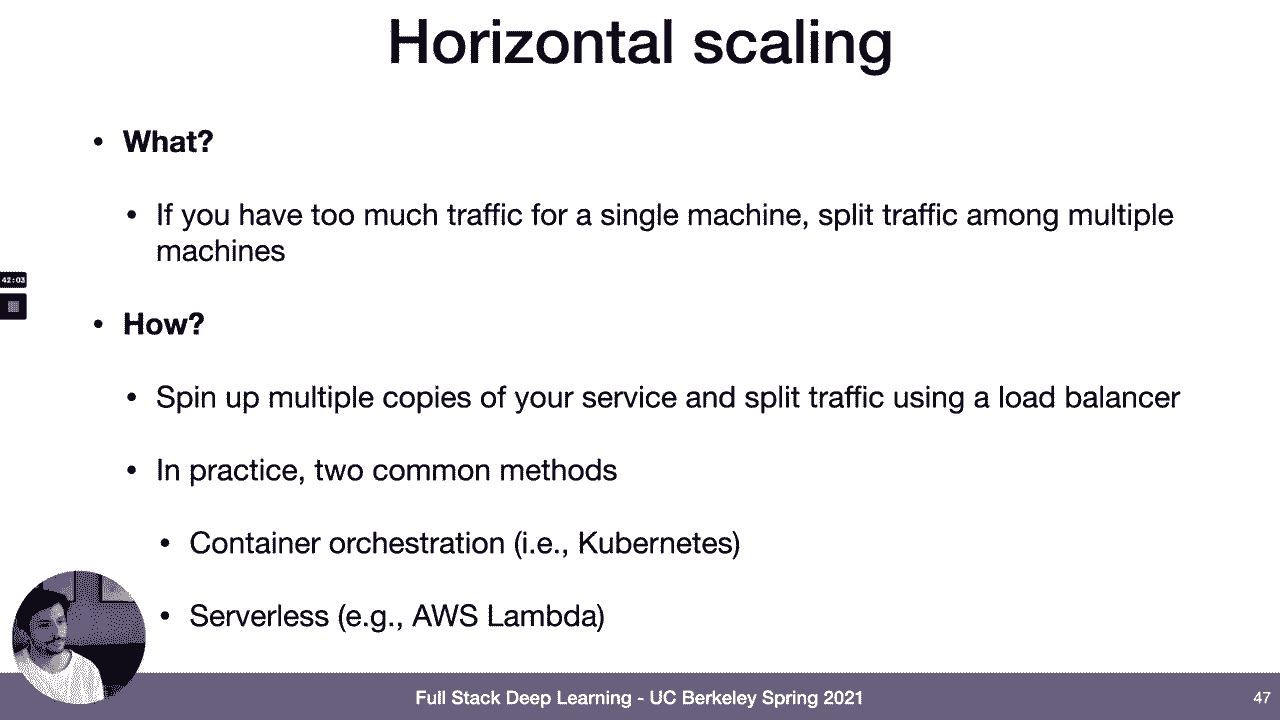 Horizontal scaling
• What?
• If you have too much traffic for a single machine, split traffic among multiple
machines
42:03
• How?
• Spin up multiple copies of your service and split traffic using a load balancer
• In practice, two common methods
• Container orchestration (i.e., Kubernetes)
• Serverless (e.g., AWS Lambda)
Full Stack Deep Learning - UC Berkeley Spring 2021
47